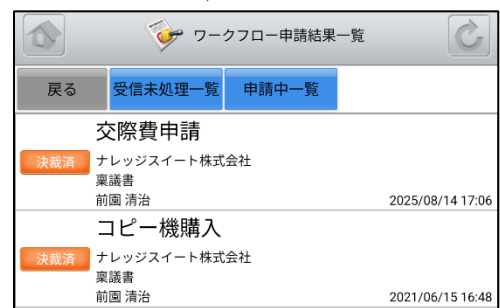 ワークフロー申請結果一覧
戻る 受信未処理一覧 申請中一覧
交際費申請
決裁済 ナレッジスイート株式会社
稟議書
前園 清治 2025/08/14 17:06
コピー機購入
決裁済 ナレッジスイート株式会社
稟議書
前園 清治 2021/06/15 16:48